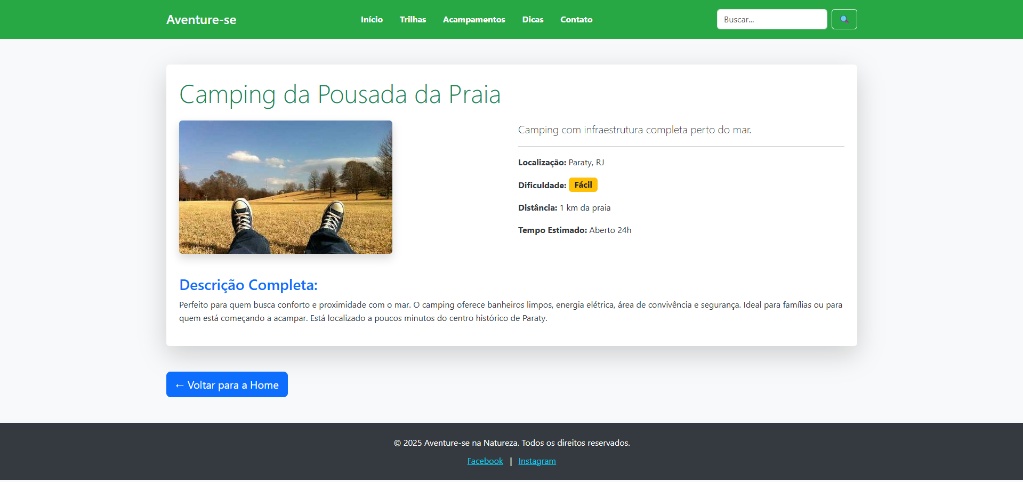 Aventure-se
Início Trilhas Acampamentos Dicas Contato
Buscar...
Camping da Pousada da Praia
Camping com infraestrutura completa perto do mar.
Localização: Paraty, RJ
Dificuldade: Fácil
Distância: 1 km da praia
Tempo Estimado: Aberto 24h
Descrição Completa:
Perfeito para quem busca conforto e proximidade com o mar. O camping oferece banheiros limpos, energia elétrica, área de convivência e segurança. Ideal para famílias ou para
quem está começando a acampar. Está localizado a poucos minutos do centro histórico de Paraty.
← Voltar para a Home
© 2025 Aventure-se na Natureza. Todos os direitos reservados.
Facebook | Instagram